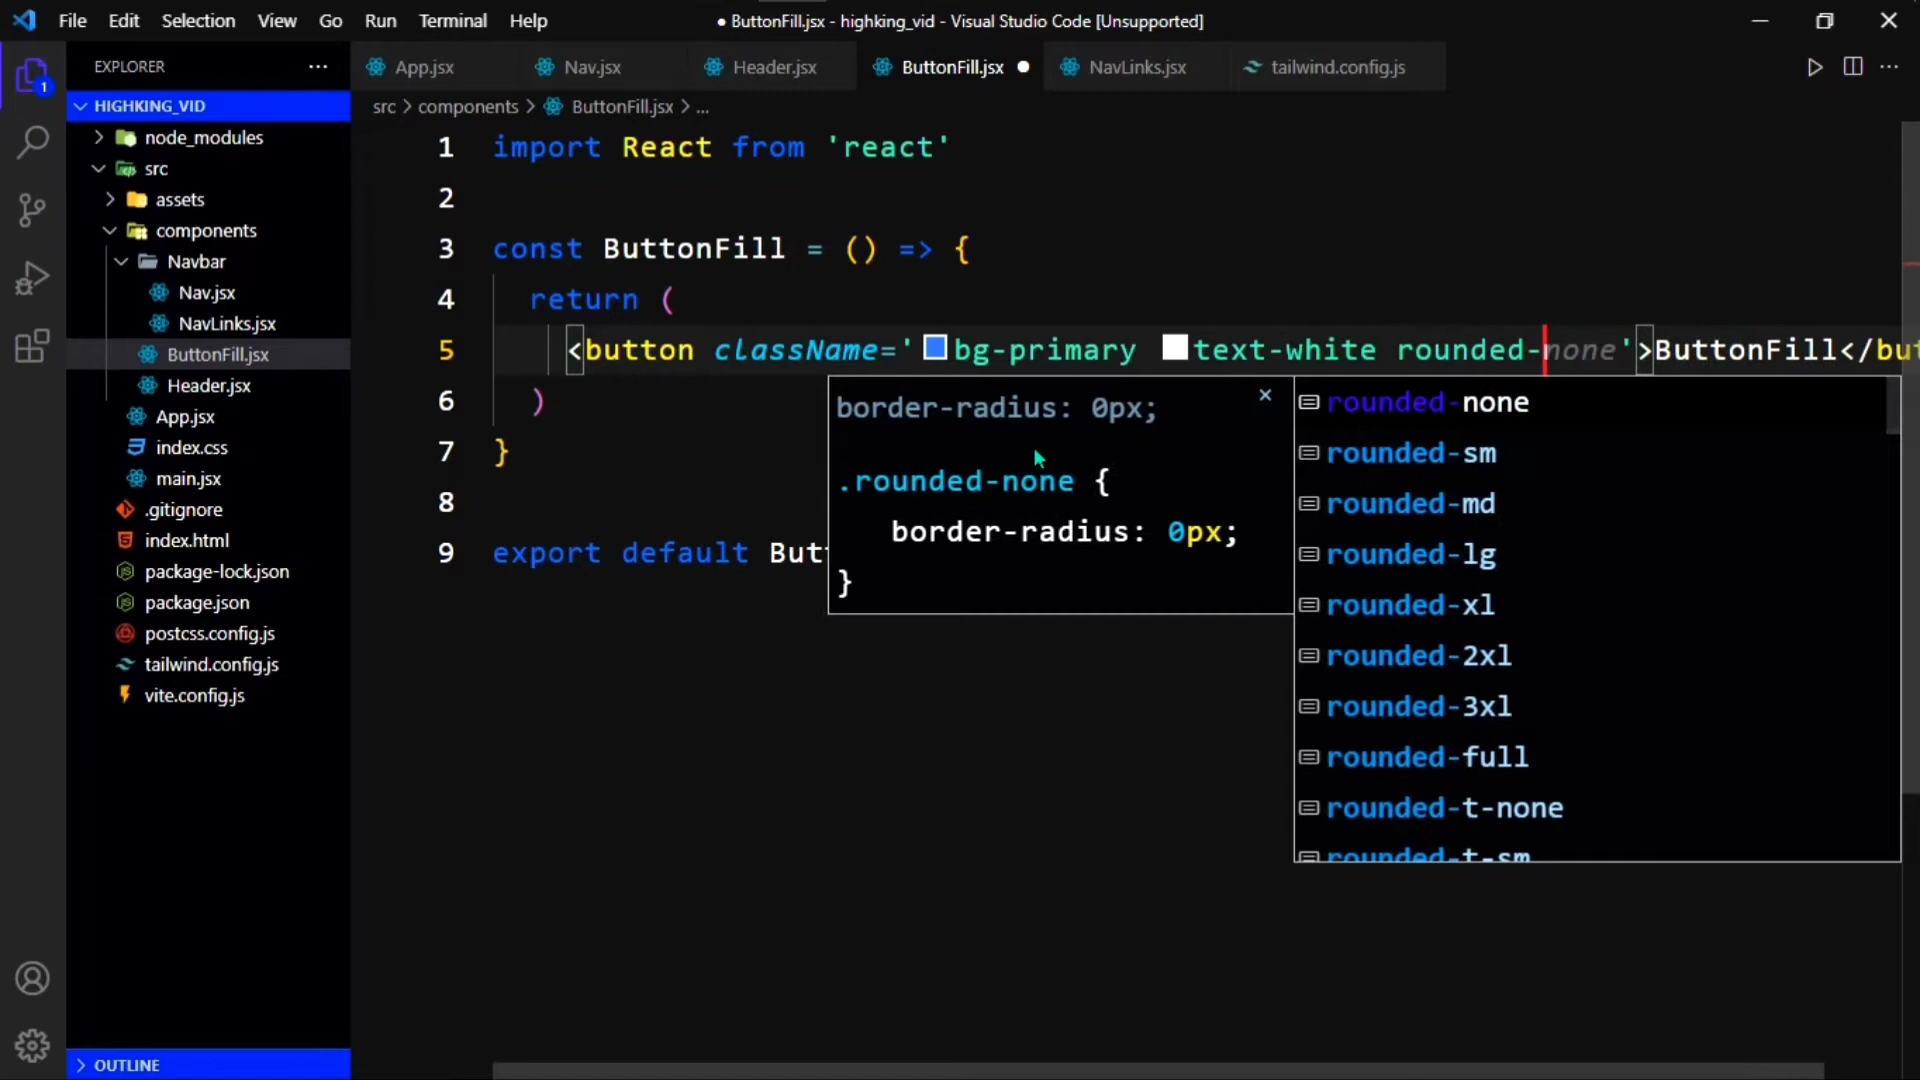 File Edit Selection View Go Run Terminal Help
● ButtonFill.jsx - highking_vid - Visual Studio Code [Unsupported]
EXPLORER
App.jsx
Nav.jsx
Header.jsx
ButtonFill.jsx
NavLinks.jsx
tailwind.config.js
1
HIGHKING_VID
node_modules
src
assets
components
Navbar
Nav.jsx
NavLinks.jsx
ButtonFill.jsx
Header.jsx
App.jsx
index.css
main.jsx
.gitignore
index.html
package-lock.json
package.json
postcss.config.js
tailwind.config.js
vite.config.js
OUTLINE
src > components > ButtonFill.jsx > ...
1 import React from 'react'
2
3 const ButtonFill = () => {
4 return (
5 <button className='bg-primary text-white rounded-none'>ButtonFill</but
6 )
7 }
8
9 export default But
border-radius: 0px;
.rounded-none {
border-radius: 0px;
}
rounded-none
rounded-sm
rounded-md
rounded-lg
rounded-xl
rounded-2xl
rounded-3xl
rounded-full
rounded-t-none
rounded-t-sm